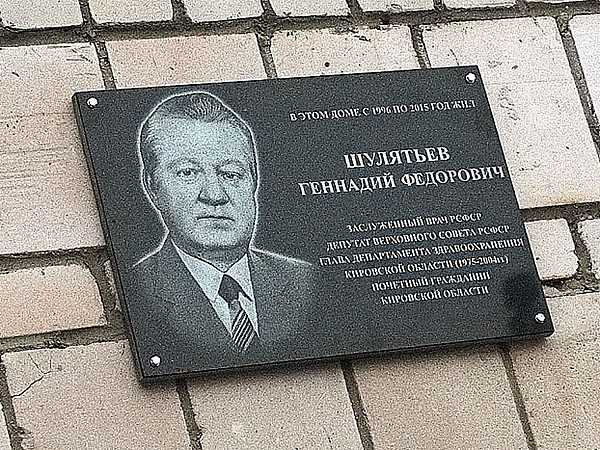 В ЭТОМ ДОМЕ С 1996 ПО 2015 ГОД ЖИЛ
ШУЛЯТЬЕВ
ГЕННАДИЙ ФЕДОРОВИЧ
ЗАСЛУЖЕННЫЙ ВРАЧ РСФСР
ДЕПУТАТ ВЕРХОВНОГО СОВЕТА РСФСР
ГЛАВА ДЕПАРТАМЕНТА ЗДРАВООХРАНЕНИЯ
КИРОВСКОЙ ОБЛАСТИ (1975-2004гг)
ПОЧЕТНЫЙ ГРАЖДАНИН
КИРОВСКОЙ ОБЛАСТИ